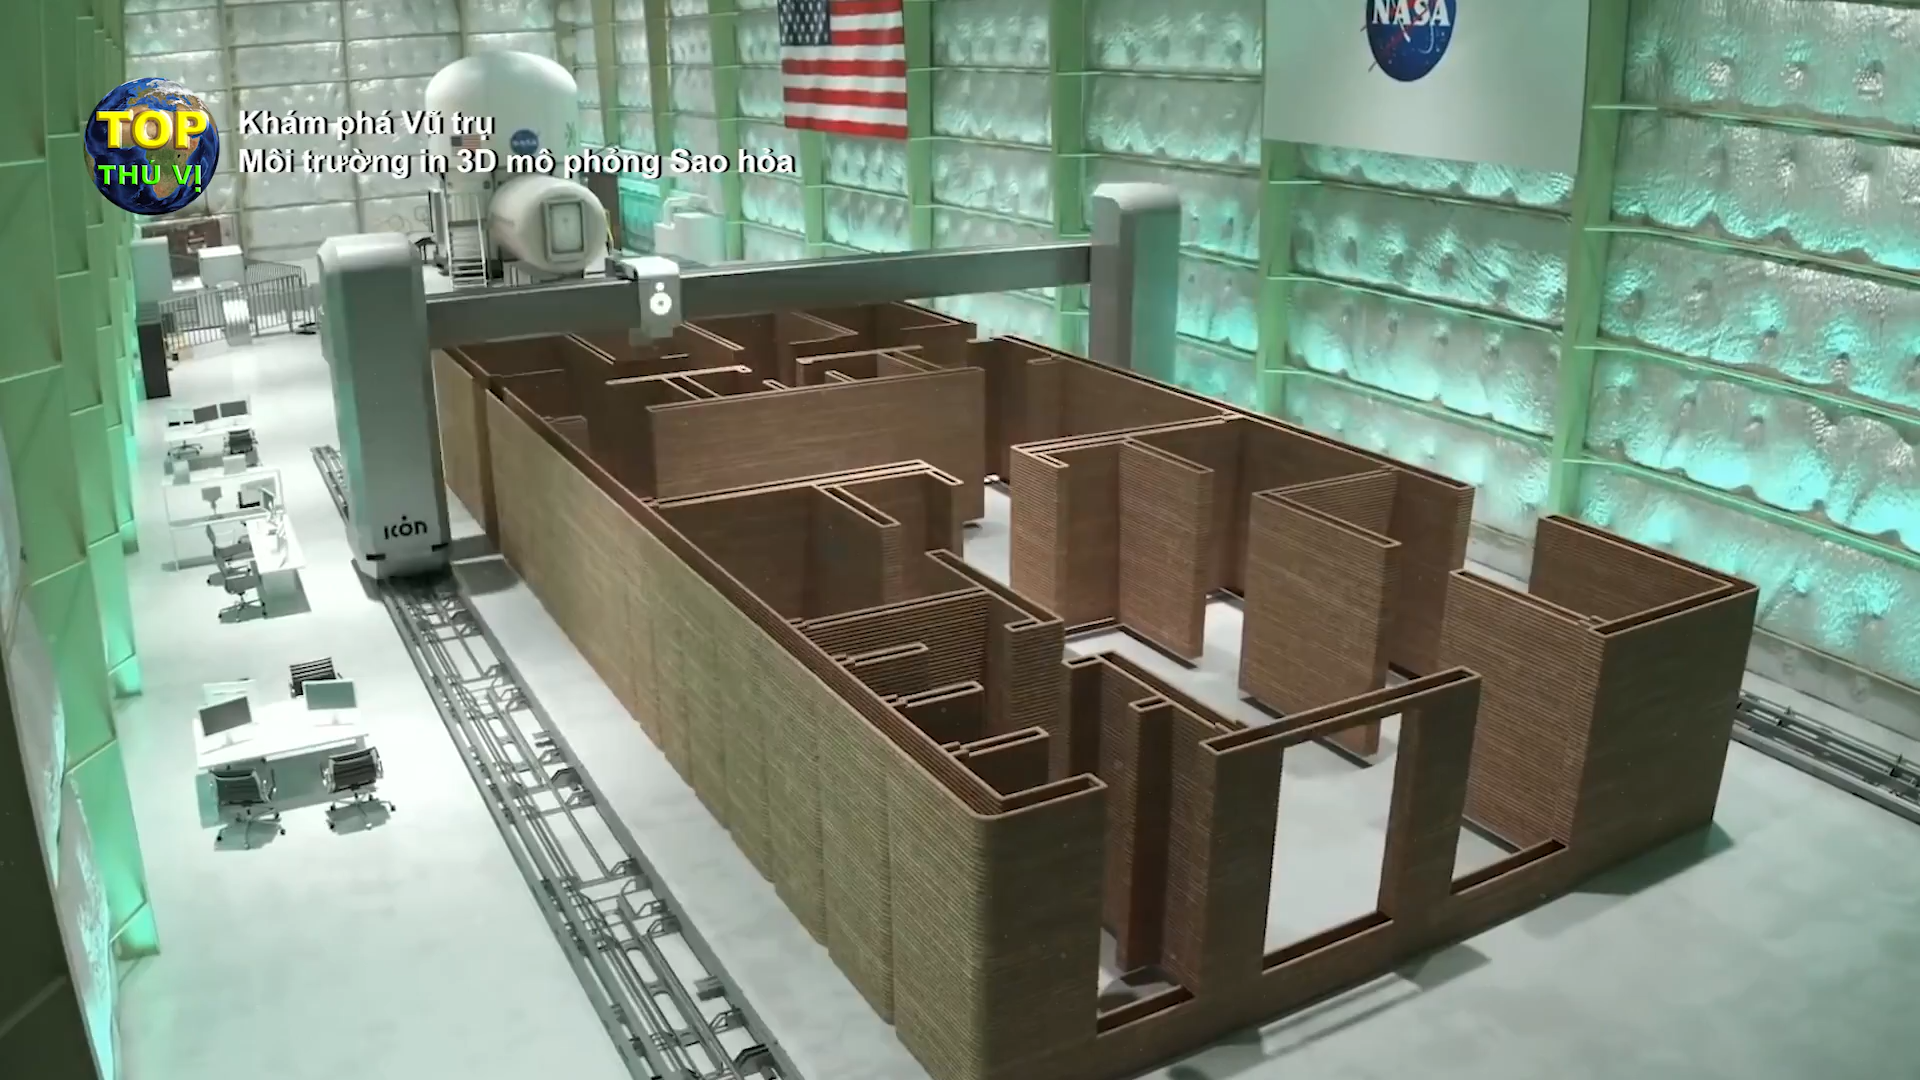 NASA
TOP
THÚ VỊ
Khám phá Vũ trụ
Môi trường in 3D mô phỏng Sao hỏa
ICON